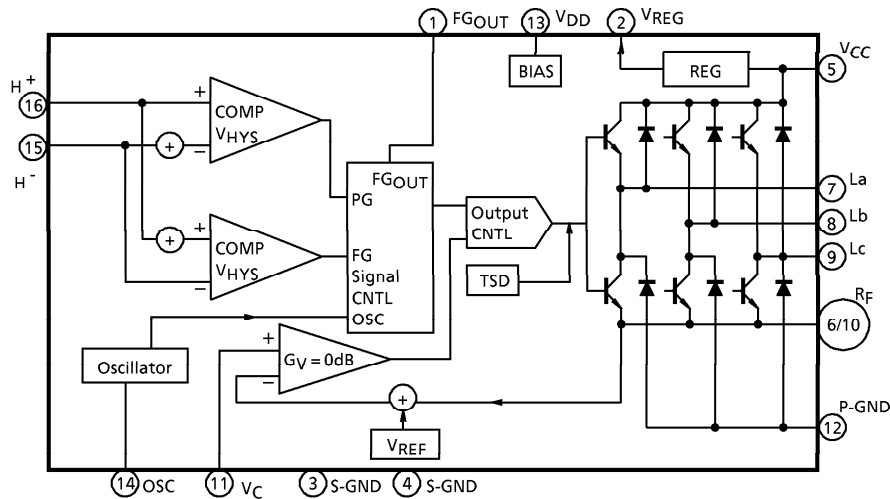 1 FGOUT 13 VDD 2 VREG
BIAS REG VCC 5
H+
16
+ COMP VHYS −
15
H-
+
FGOUT
PG
La
7
Output CNTL
Lb
8
+
+ COMP VHYS −
FG
Signal
CNTL
OSC
TSD
Lc
9
RF
6/10
Oscillator
+ GV=0dB −
+
VREF
P-GND
12
14 OSC 11 VC 3 S-GND 4 S-GND